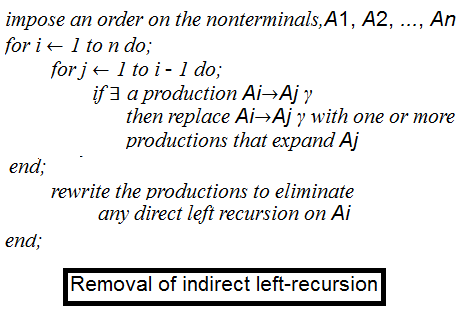 impose an order on the nonterminals,A1, A2, ..., An
for i ← 1 to n do;
for j ← 1 to i - 1 do;
if ∃ a production Ai→Aj γ
then replace Ai→Aj γ with one or more
productions that expand Aj
end;
rewrite the productions to eliminate
any direct left recursion on Ai
end;
Removal of indirect left-recursion